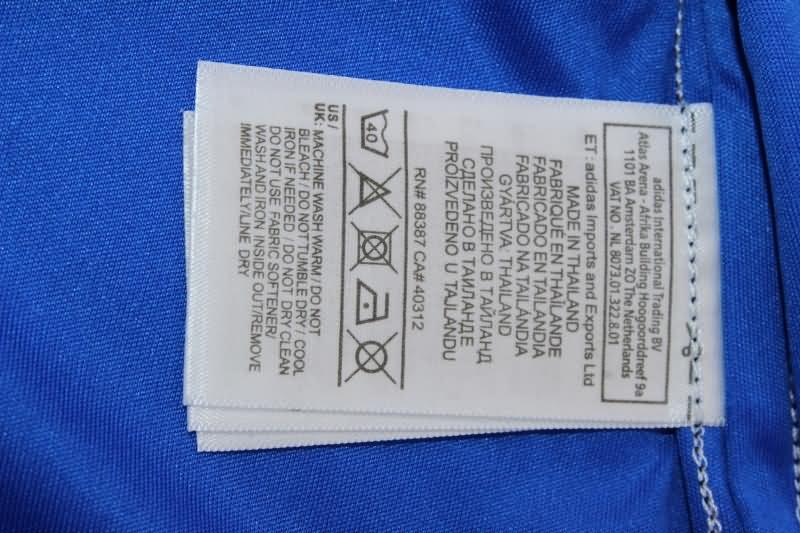 adidas International Trading BV
Atlas Arena - Afrika Building Hoogoorddreef 9a
1101 BA Amsterdam ZO The Netherlands
VAT NO . NL 8073.01.322.B.01
ET : adidas Imports and Exports Ltd
MADE IN THAILAND
FABRIQUE EN THAILANDE
FABRICADO EN TAILANDIA
FABRICADO NA TAILÂNDIA
GYÁRTVA: THAILAND
ПРОИЗВЕДЕНО В ТАЙЛАНД
СДЕЛАНО В ТАИЛАНДЕ
PROIZVEDENO U TAJLANDU
RN# 88387 CA# 40312
40
US /
UK: MACHINE WASH WARM / DO NOT
BLEACH / DO NOT TUMBLE DRY / COOL
IRON IF NEEDED / DO NOT DRY CLEAN
DO NOT USE FABRIC SOFTENER/
WASH AND IRON INSIDE OUT/REMOVE
IMMEDIATELY/LINE DRY